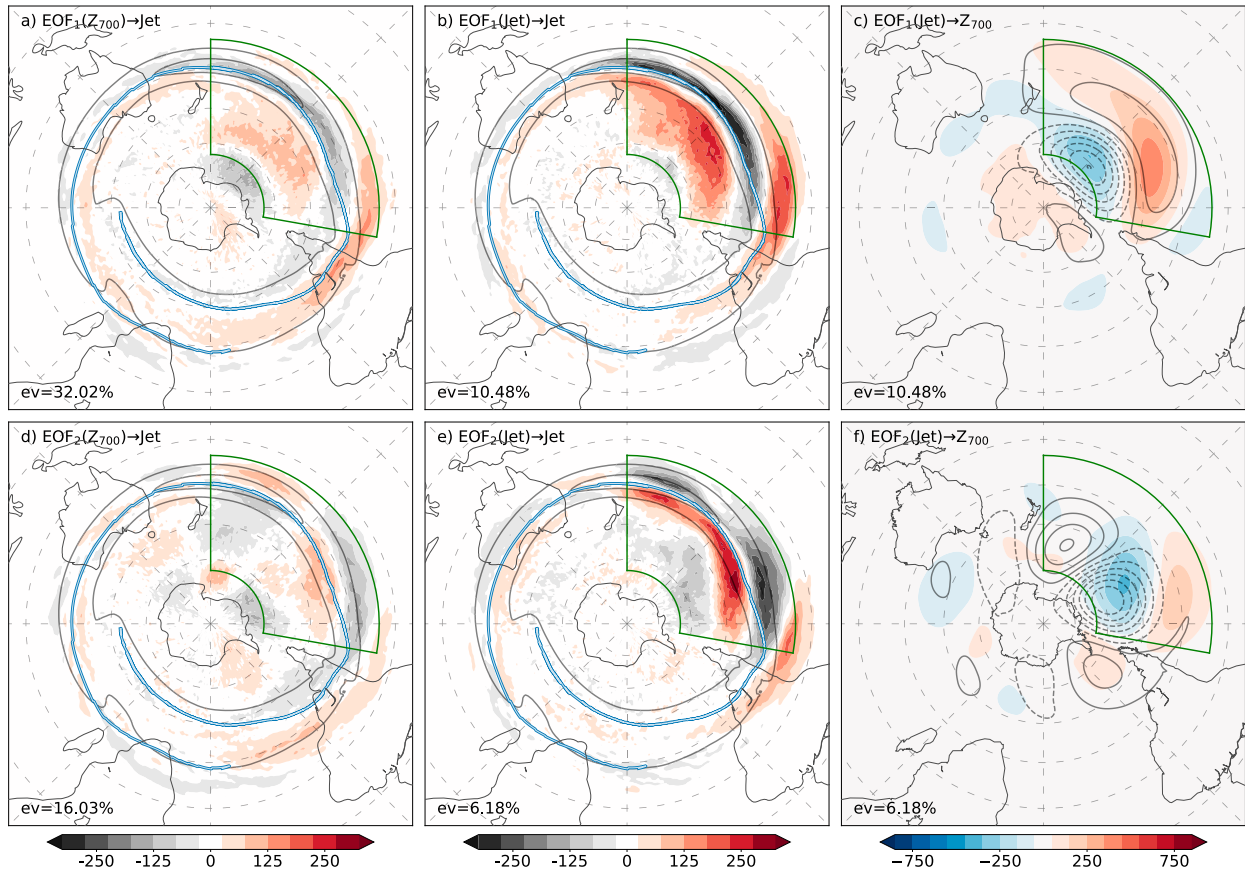 a) EOF₁(Z₇₀₀)→Jet
b) EOF₁(Jet)→Jet
c) EOF₁(Jet)→Z₇₀₀
ev=32.02%
ev=10.48%
ev=10.48%
d) EOF₂(Z₇₀₀)→Jet
e) EOF₂(Jet)→Jet
f) EOF₂(Jet)→Z₇₀₀
ev=16.03%
ev=6.18%
ev=6.18%
-250 -125 0 125 250
-250 -125 0 125 250
−750 −250 250 750